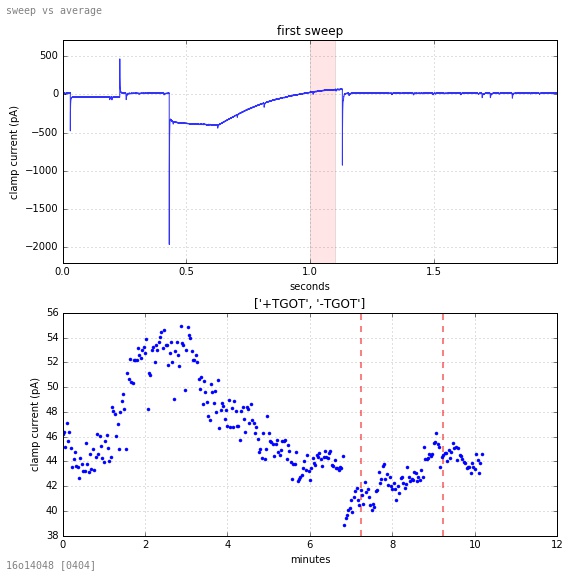 sweep vs average
first sweep
500
0
−500
−1000
−1500
−2000
clamp current (pA)
0.0 0.5 1.0 1.5
seconds
['+TGOT', '-TGOT']
56
54
52
50
48
46
44
42
40
38
clamp current (pA)
0 2 4 6 8 10 12
minutes
16o14048 [0404]